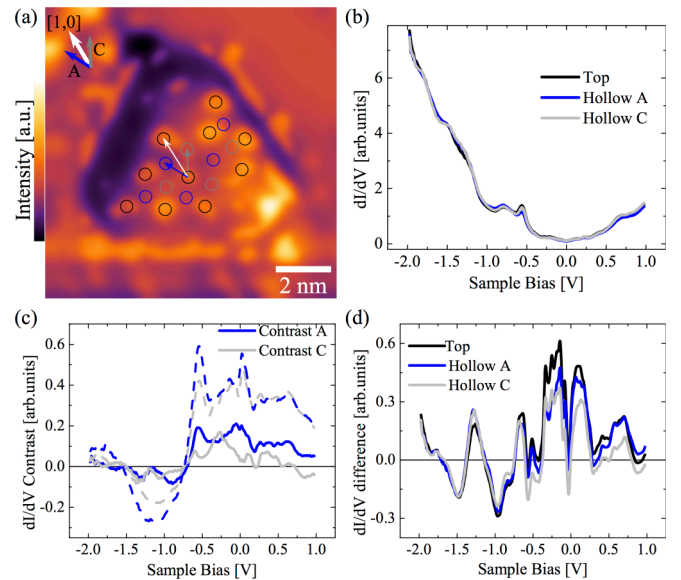 (a)
[1,0]
C
A
Intensity [a.u.]
2 nm
(b)
dI/dV [arb.units]
6
4
2
0
Top
Hollow A
Hollow C
-2.0 -1.5 -1.0 -0.5 0.0 0.5 1.0
Sample Bias [V]
(c)
dI/dV Contrast [arb.units]
0.6
0.4
0.2
0.0
-0.2
Contrast A
Contrast C
-2.0 -1.5 -1.0 -0.5 0.0 0.5 1.0
Sample Bias [V]
(d)
dI/dV difference [arb.units]
0.6
0.3
0.0
-0.3
Top
Hollow A
Hollow C
-2.0 -1.5 -1.0 -0.5 0.0 0.5 1.0
Sample Bias [V]